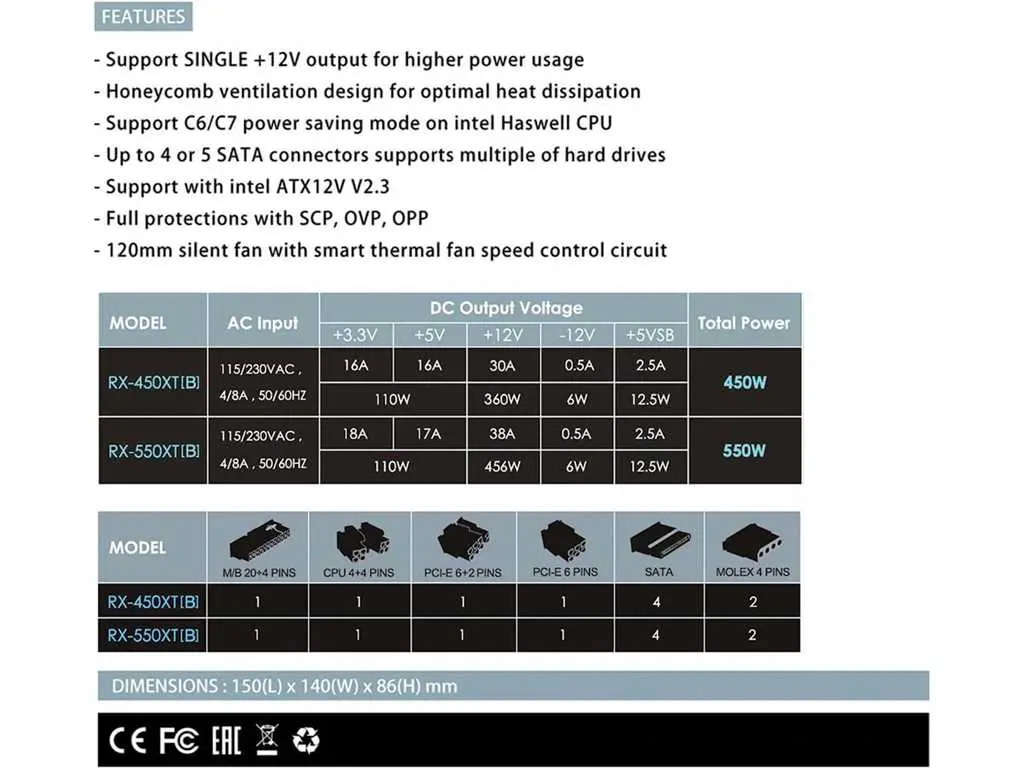 FEATURES
- Support SINGLE +12V output for higher power usage
- Honeycomb ventilation design for optimal heat dissipation
- Support C6/C7 power saving mode on intel Haswell CPU
- Up to 4 or 5 SATA connectors supports multiple of hard drives
- Support with intel ATX12V V2.3
- Full protections with SCP, OVP, OPP
- 120mm silent fan with smart thermal fan speed control circuit
MODEL AC Input DC Output Voltage Total Power
+3.3V +5V +12V -12V +5VSB
RX-450XT[B] 115/230VAC , 16A 16A 30A 0.5A 2.5A 450W
4/8A , 50/60HZ 110W 360W 6W 12.5W
RX-550XT[B] 115/230VAC , 18A 17A 38A 0.5A 2.5A 550W
4/8A , 50/60HZ 110W 456W 6W 12.5W
MODEL M/B 20+4 PINS CPU 4+4 PINS PCI-E 6+2 PINS PCI-E 6 PINS SATA MOLEX 4 PINS
RX-450XT[B] 1 1 1 1 4 2
RX-550XT[B] 1 1 1 1 4 2
DIMENSIONS : 150(L) x 140(W) x 86(H) mm
CE FC EAC